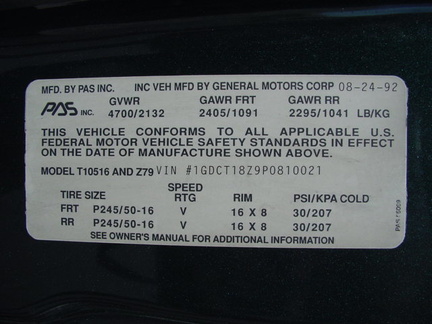 MFD. BY PAS INC. INC VEH MFD BY GENERAL MOTORS CORP 08-24-92
PAS INC. GVWR GAWR FRT GAWR RR
4700/2132 2405/1091 2295/1041 LB/KG
THIS VEHICLE CONFORMS TO ALL APPLICABLE U.S.
FEDERAL MOTOR VEHICLE SAFETY STANDARDS IN EFFECT
ON THE DATE OF MANUFACTURE SHOWN ABOVE.
MODEL T10516 AND Z79 VIN #1GDCT18Z9P0810021
TIRE SIZE SPEED RTG RIM PSI/KPA COLD
FRT P245/50-16 V 16 X 8 30/207
RR P245/50-16 V 16 X 8 30/207
SEE OWNER'S MANUAL FOR ADDITIONAL INFORMATION